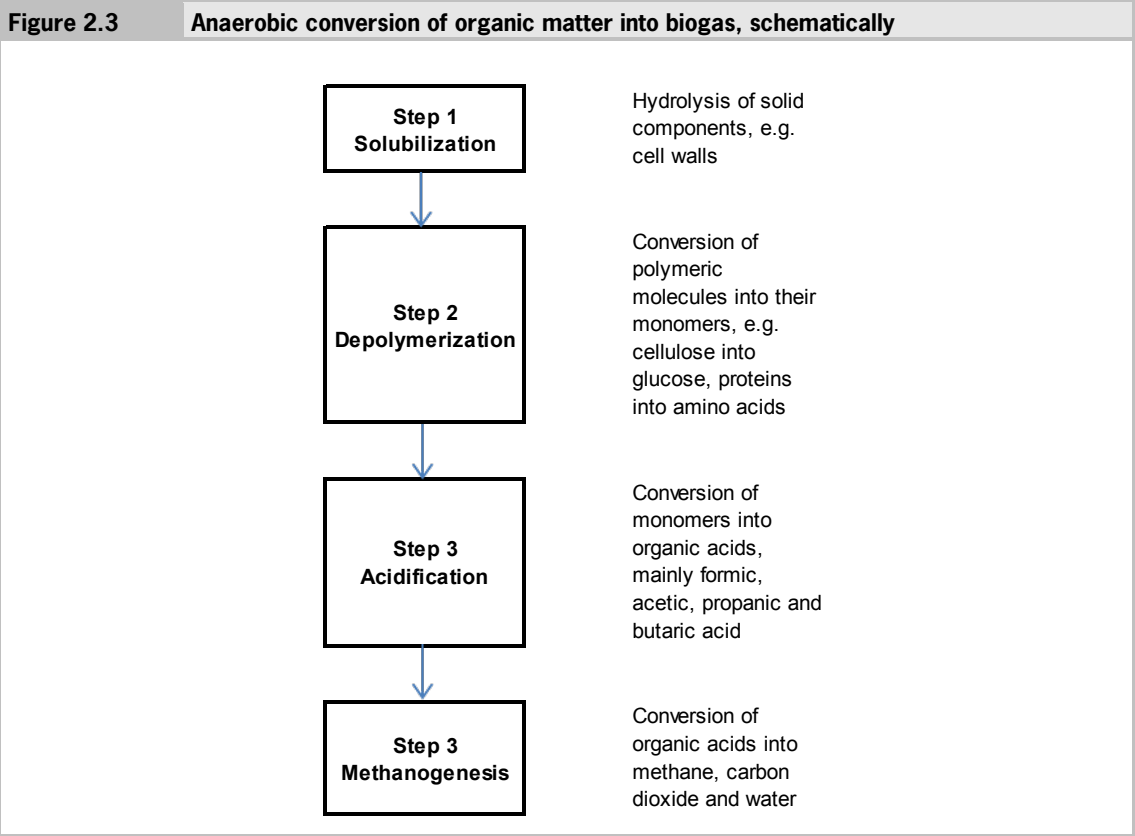 Figure 2.3 Anaerobic conversion of organic matter into biogas, schematically
Step 1
Solubilization
Hydrolysis of solid
components, e.g.
cell walls
Step 2
Depolymerization
Conversion of
polymeric
molecules into their
monomers, e.g.
cellulose into
glucose, proteins
into amino acids
Step 3
Acidification
Conversion of
monomers into
organic acids,
mainly formic,
acetic, propanic and
butaric acid
Step 3
Methanogenesis
Conversion of
organic acids into
methane, carbon
dioxide and water